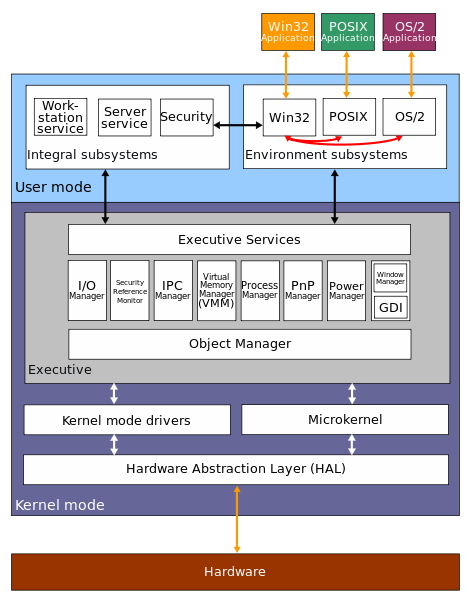 Win32
Application
POSIX
Application
OS/2
Application
Work-
station
service
Server
service
Security
Win32
POSIX
OS/2
Integral subsystems
Environment subsystems
User mode
Executive Services
I/O
Manager
Security
Reference
Monitor
IPC
Manager
Virtual
Memory
Manager
(VMM)
Process
Manager
PnP
Manager
Power
Manager
Window
Manager
GDI
Object Manager
Executive
Kernel mode drivers
Microkernel
Hardware Abstraction Layer (HAL)
Kernel mode
Hardware